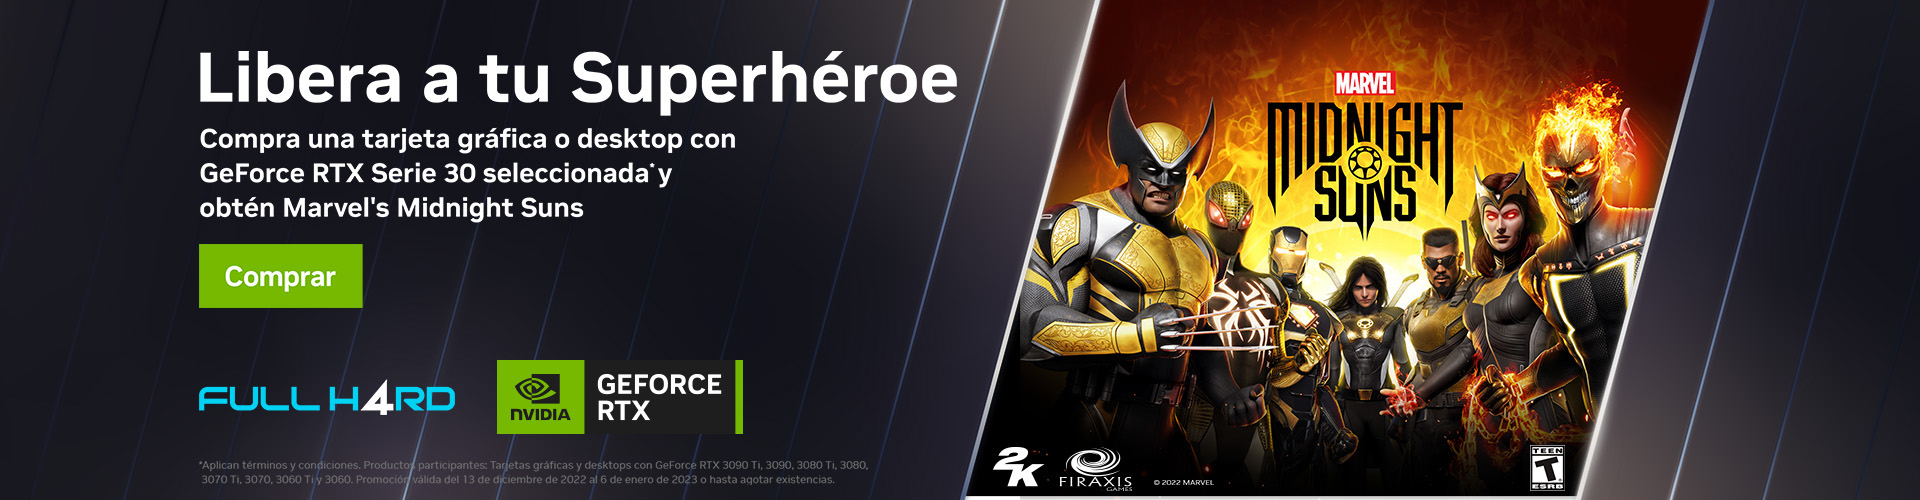 Libera a tu Superhéroe
Compra una tarjeta gráfica o desktop con
GeForce RTX Serie 30 seleccionada* y
obtén Marvel's Midnight Suns
Comprar
FULL H4RD
NVIDIA
GEFORCE
RTX
*Aplican términos y condiciones. Productos participantes: Tarjetas gráficas y desktops con GeForce RTX 3090 Ti, 3090, 3080 Ti, 3080,
3070 Ti, 3070, 3060 Ti y 3060. Promoción válida del 13 de diciembre de 2022 al 6 de enero de 2023 o hasta agotar existencias.
MARVEL
MIDNIGHT
SUNS
2K
FIRAXIS
GAMES
© 2022 MARVEL
TEEN
T
ESRB